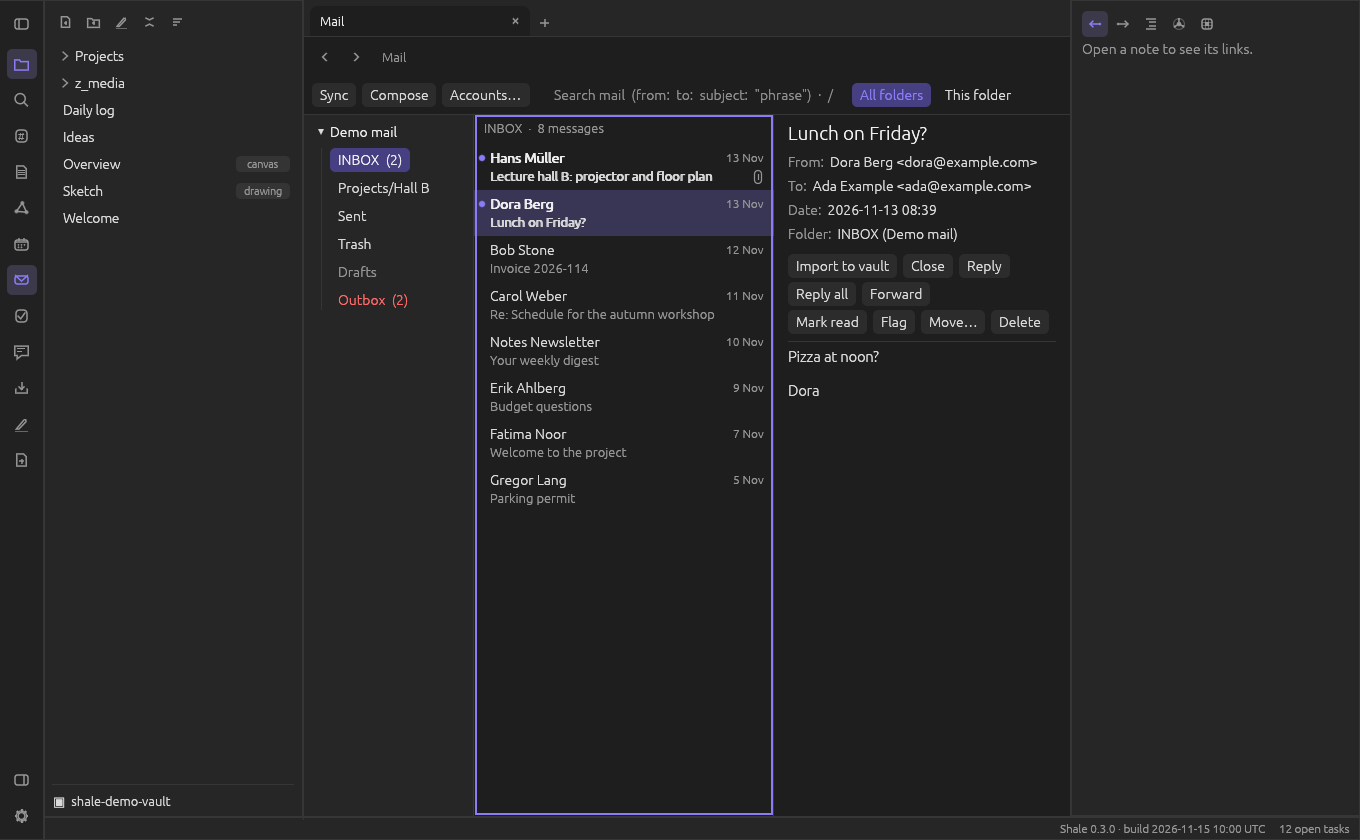 Mail ×
Projects
z_media
Daily log
Ideas
Overview canvas
Sketch drawing
Welcome
shale-demo-vault
Mail
Sync Compose Accounts… Search mail (from: to: subject: "phrase") · / All folders This folder
Demo mail
INBOX (2)
Projects/Hall B
Sent
Trash
Drafts
Outbox (2)
INBOX · 8 messages
Hans Müller 13 Nov
Lecture hall B: projector and floor plan
Dora Berg 13 Nov
Lunch on Friday?
Bob Stone 12 Nov
Invoice 2026-114
Carol Weber 11 Nov
Re: Schedule for the autumn workshop
Notes Newsletter 10 Nov
Your weekly digest
Erik Ahlberg 9 Nov
Budget questions
Fatima Noor 7 Nov
Welcome to the project
Gregor Lang 5 Nov
Parking permit
Lunch on Friday?
From: Dora Berg <dora@example.com>
To: Ada Example <ada@example.com>
Date: 2026-11-13 08:39
Folder: INBOX (Demo mail)
Import to vault Close Reply
Reply all Forward
Mark read Flag Move… Delete
Pizza at noon?
Dora
Open a note to see its links.
Shale 0.3.0 · build 2026-11-15 10:00 UTC 12 open tasks